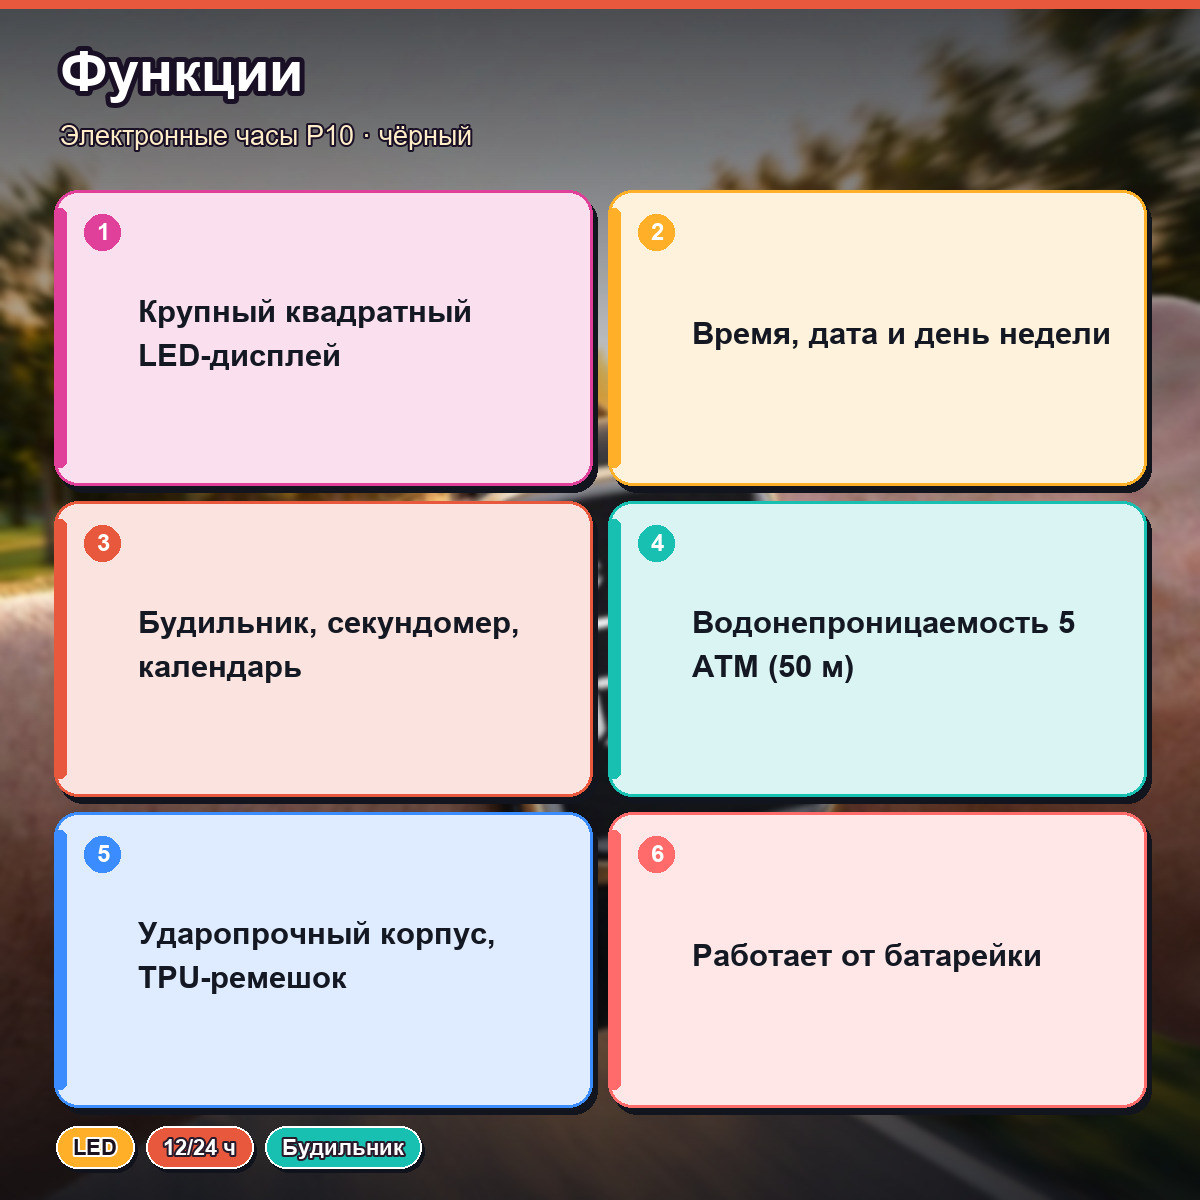 Функции
Электронные часы P10 · чёрный
1
Крупный квадратный
LED-дисплей
2
Время, дата и день недели
3
Будильник, секундомер,
календарь
4
Водонепроницаемость 5
ATM (50 м)
5
Ударопрочный корпус,
TPU-ремешок
6
Работает от батарейки
LED
12/24 ч
Будильник